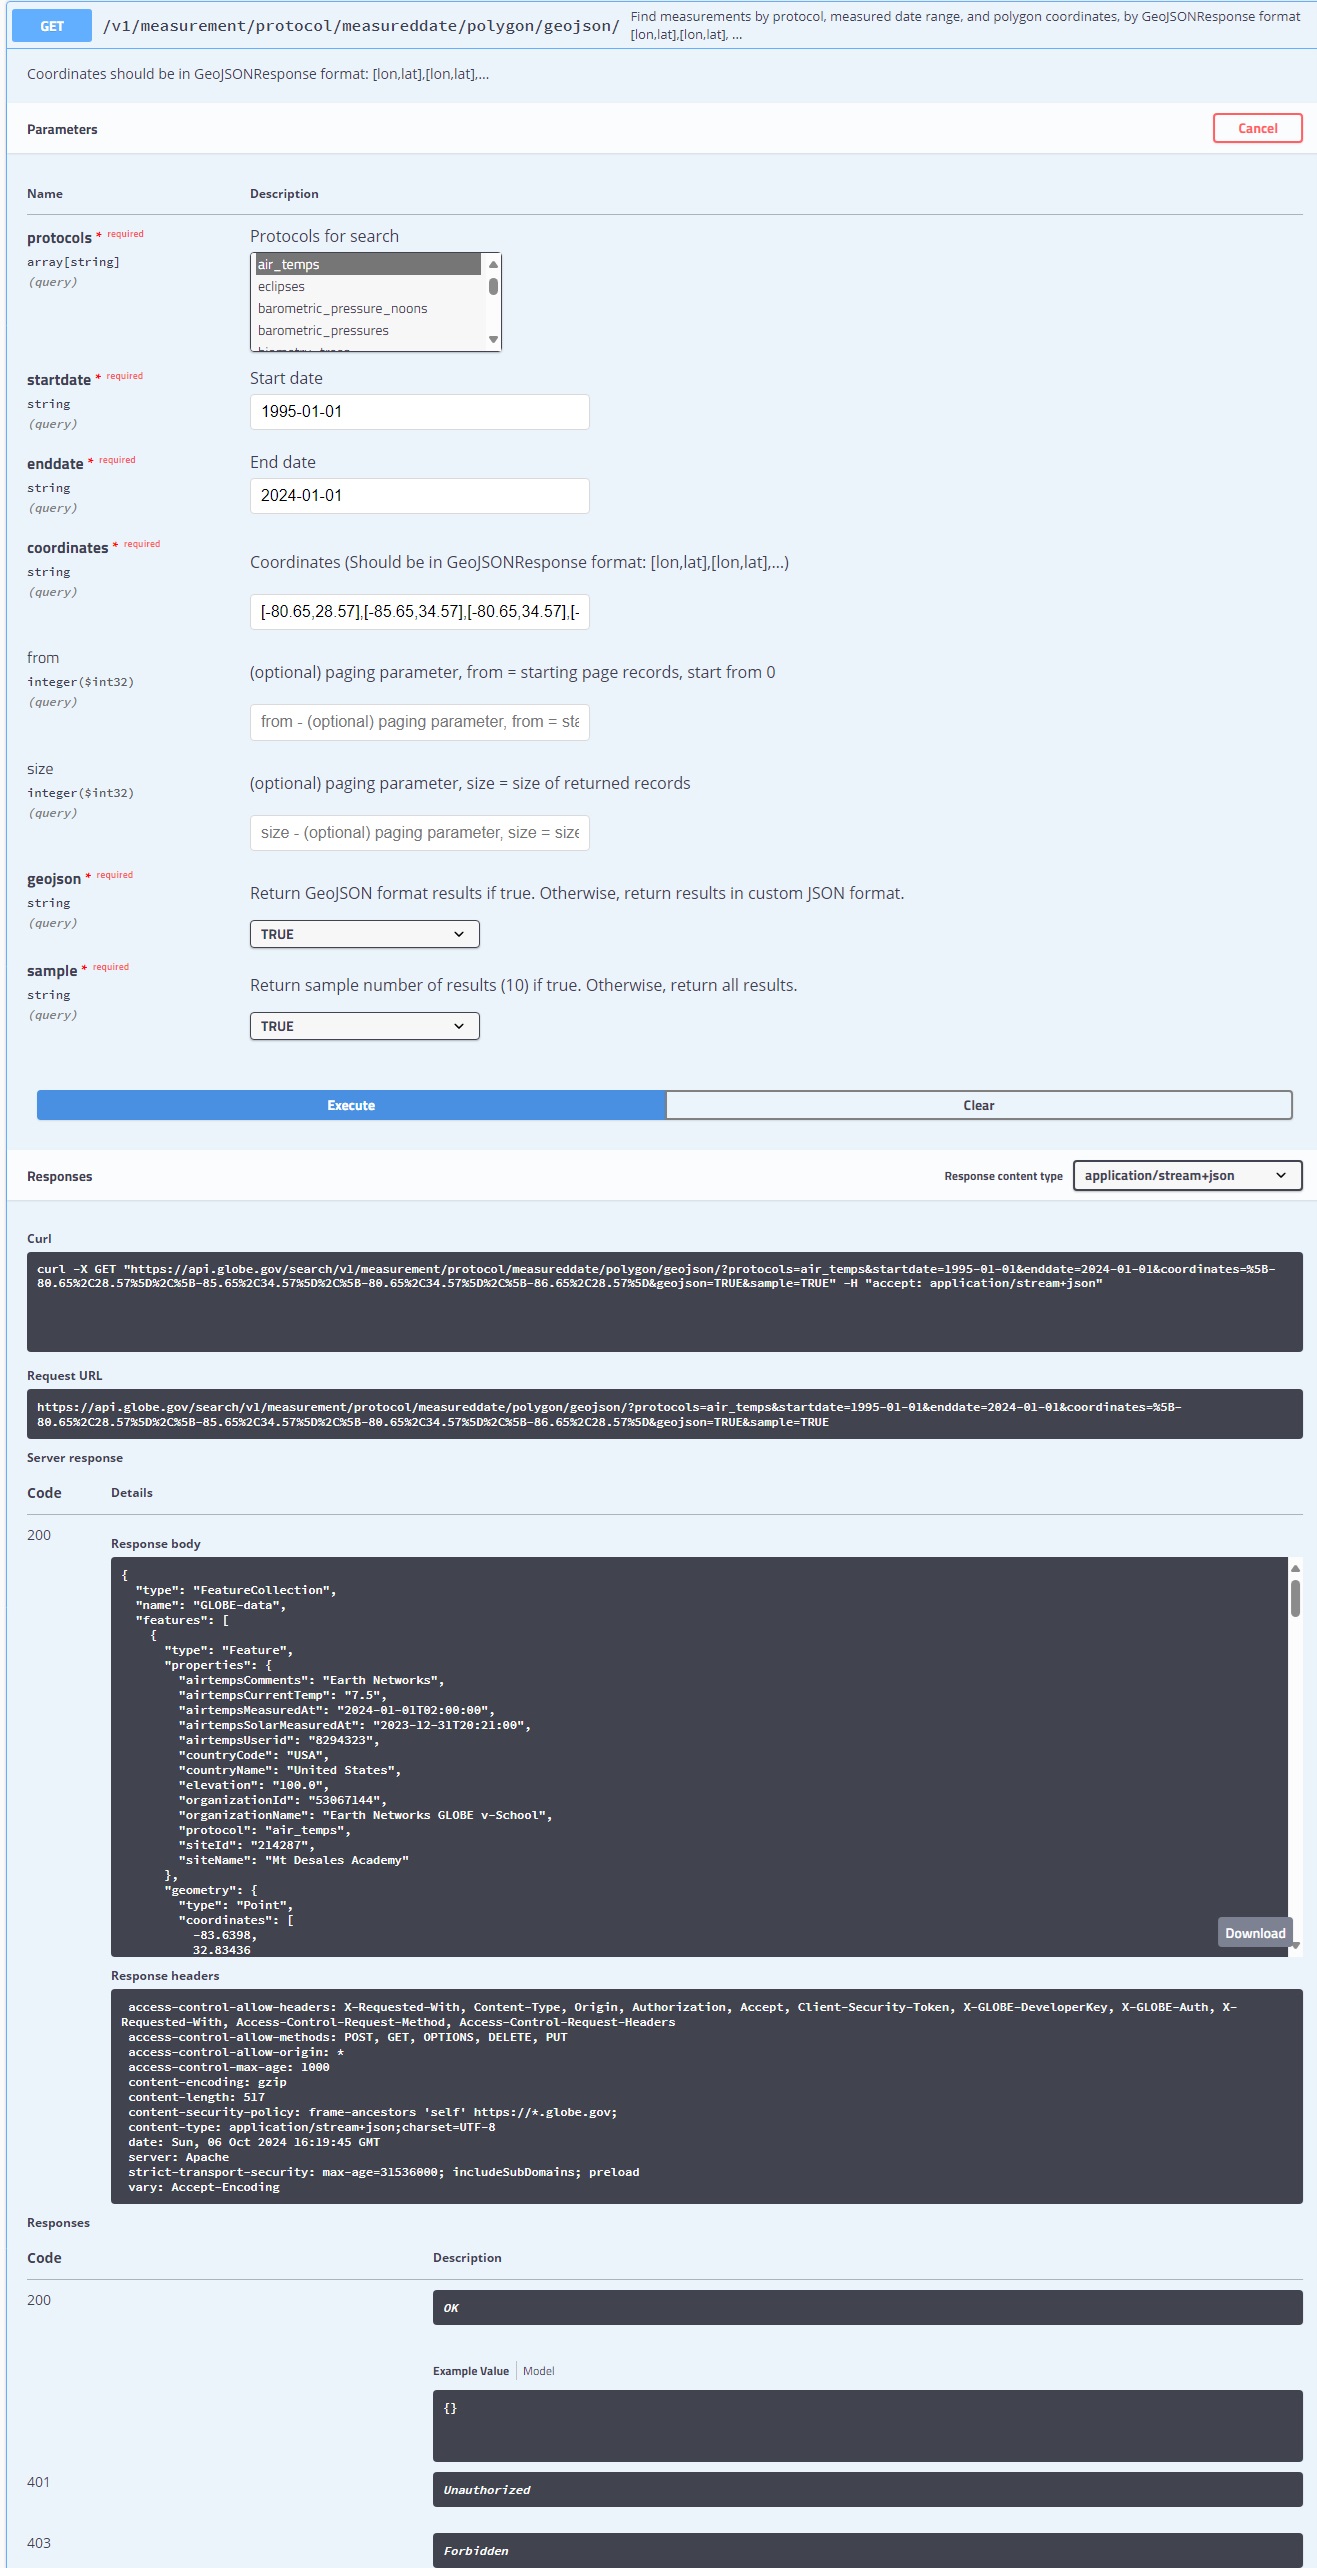 GET
/v1/measurement/protocol/measureddate/polygon/geojson/
Find measurements by protocol, measured date range, and polygon coordinates, by GeoJSONResponse format
[lon,lat],[lon,lat], ...
Coordinates should be in GeoJSONResponse format: [lon,lat],[lon,lat],...
Parameters
Cancel
Name
Description
protocols * required
array[string]
(query)
Protocols for search
air_temps
eclipses
barometric_pressure_noons
barometric_pressures
startdate * required
string
(query)
Start date
1995-01-01
enddate * required
string
(query)
End date
2024-01-01
coordinates * required
string
(query)
Coordinates (Should be in GeoJSONResponse format: [lon,lat],[lon,lat],...)
[-80.65,28.57],[-85.65,34.57],[-80.65,34.57],[-
from
integer($int32)
(query)
(optional) paging parameter, from = starting page records, start from 0
from - (optional) paging parameter, from = sta
size
integer($int32)
(query)
(optional) paging parameter, size = size of returned records
size - (optional) paging parameter, size = size
geojson * required
string
(query)
Return GeoJSON format results if true. Otherwise, return results in custom JSON format.
TRUE
sample * required
string
(query)
Return sample number of results (10) if true. Otherwise, return all results.
TRUE
Execute
Clear
Responses
Response content type
application/stream+json
Curl
curl -X GET "https://api.globe.gov/search/v1/measurement/protocol/measureddate/polygon/geojson/?protocols=air_temps&startdate=1995-01-01&enddate=2024-01-01&coordinates=%5B-
80.65%2C28.57%5D%2C%5B-85.65%2C34.57%5D%2C%5B-80.65%2C34.57%5D%2C%5B-86.65%2C28.57%5D&geojson=TRUE&sample=TRUE" -H "accept: application/stream+json"
Request URL
https://api.globe.gov/search/v1/measurement/protocol/measureddate/polygon/geojson/?protocols=air_temps&startdate=1995-01-01&enddate=2024-01-01&coordinates=%5B-
80.65%2C28.57%5D%2C%5B-85.65%2C34.57%5D%2C%5B-80.65%2C34.57%5D%2C%5B-86.65%2C28.57%5D&geojson=TRUE&sample=TRUE
Server response
Code
Details
200
Response body
{
"type": "FeatureCollection",
"name": "GLOBE-data",
"features": [
{
"type": "Feature",
"properties": {
"airtempsComments": "Earth Networks",
"airtempsCurrentTemp": "7.5",
"airtempsMeasuredAt": "2024-01-01T02:00:00",
"airtempsSolarMeasuredAt": "2023-12-31T20:21:00",
"airtempsUserid": "8294323",
"countryCode": "USA",
"countryName": "United States",
"elevation": "100.0",
"organizationId": "53067144",
"organizationName": "Earth Networks GLOBE v-School",
"protocol": "air_temps",
"siteId": "214287",
"siteName": "Mt Desales Academy"
},
"geometry": {
"type": "Point",
"coordinates": [
-83.6398,
32.83436
Download
Response headers
access-control-allow-headers: X-Requested-With, Content-Type, Origin, Authorization, Accept, Client-Security-Token, X-GLOBE-DeveloperKey, X-GLOBE-Auth, X-
Requested-With, Access-Control-Request-Method, Access-Control-Request-Headers
access-control-allow-methods: POST, GET, OPTIONS, DELETE, PUT
access-control-allow-origin: *
access-control-max-age: 1000
content-encoding: gzip
content-length: 517
content-security-policy: frame-ancestors 'self' https://*.globe.gov;
content-type: application/stream+json;charset=UTF-8
date: Sun, 06 Oct 2024 16:19:45 GMT
server: Apache
strict-transport-security: max-age=31536000; includeSubDomains; preload
vary: Accept-Encoding
Responses
Code
Description
200
OK
Example Value
Model
{}
401
Unauthorized
403
Forbidden